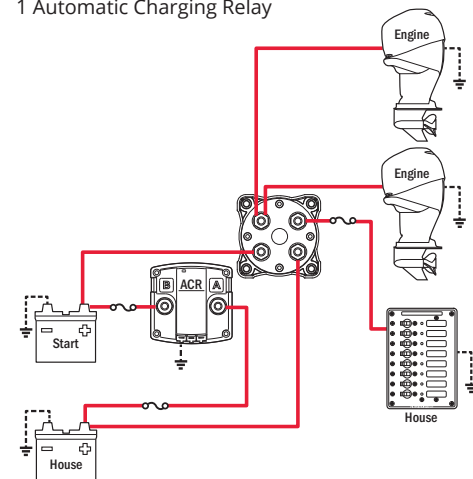 1 Automatic Charging Relay
Engine
Engine
B ACR A
Start
House
House